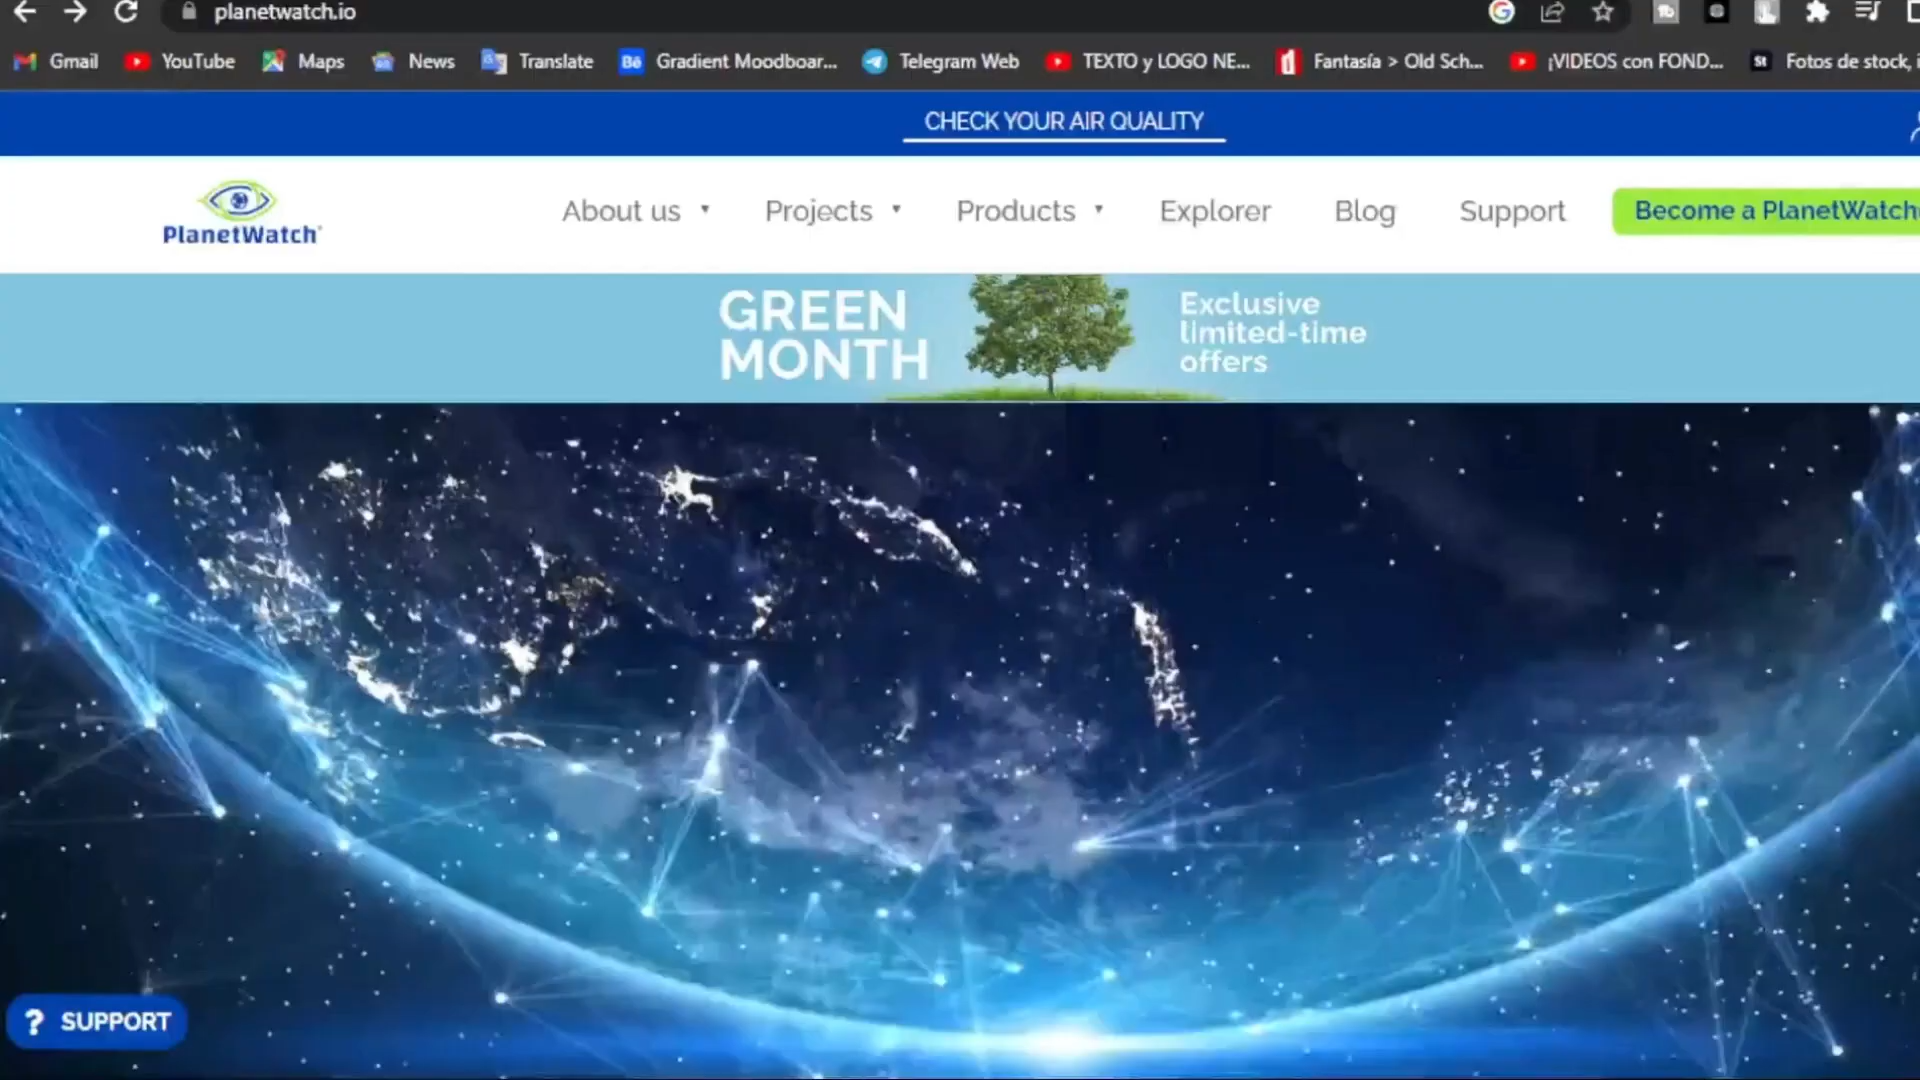 planetwatch.io
Gmail YouTube Maps News Translate Gradient Moodboar... Telegram Web TEXTO y LOGO NE... Fantasía > Old Sch... ¡VIDEOS con FOND... Fotos de stock,
CHECK YOUR AIR QUALITY
PlanetWatch
About us Projects Products Explorer Blog Support Become a PlanetWatch
GREEN
MONTH
Exclusive
limited-time
offers
? SUPPORT